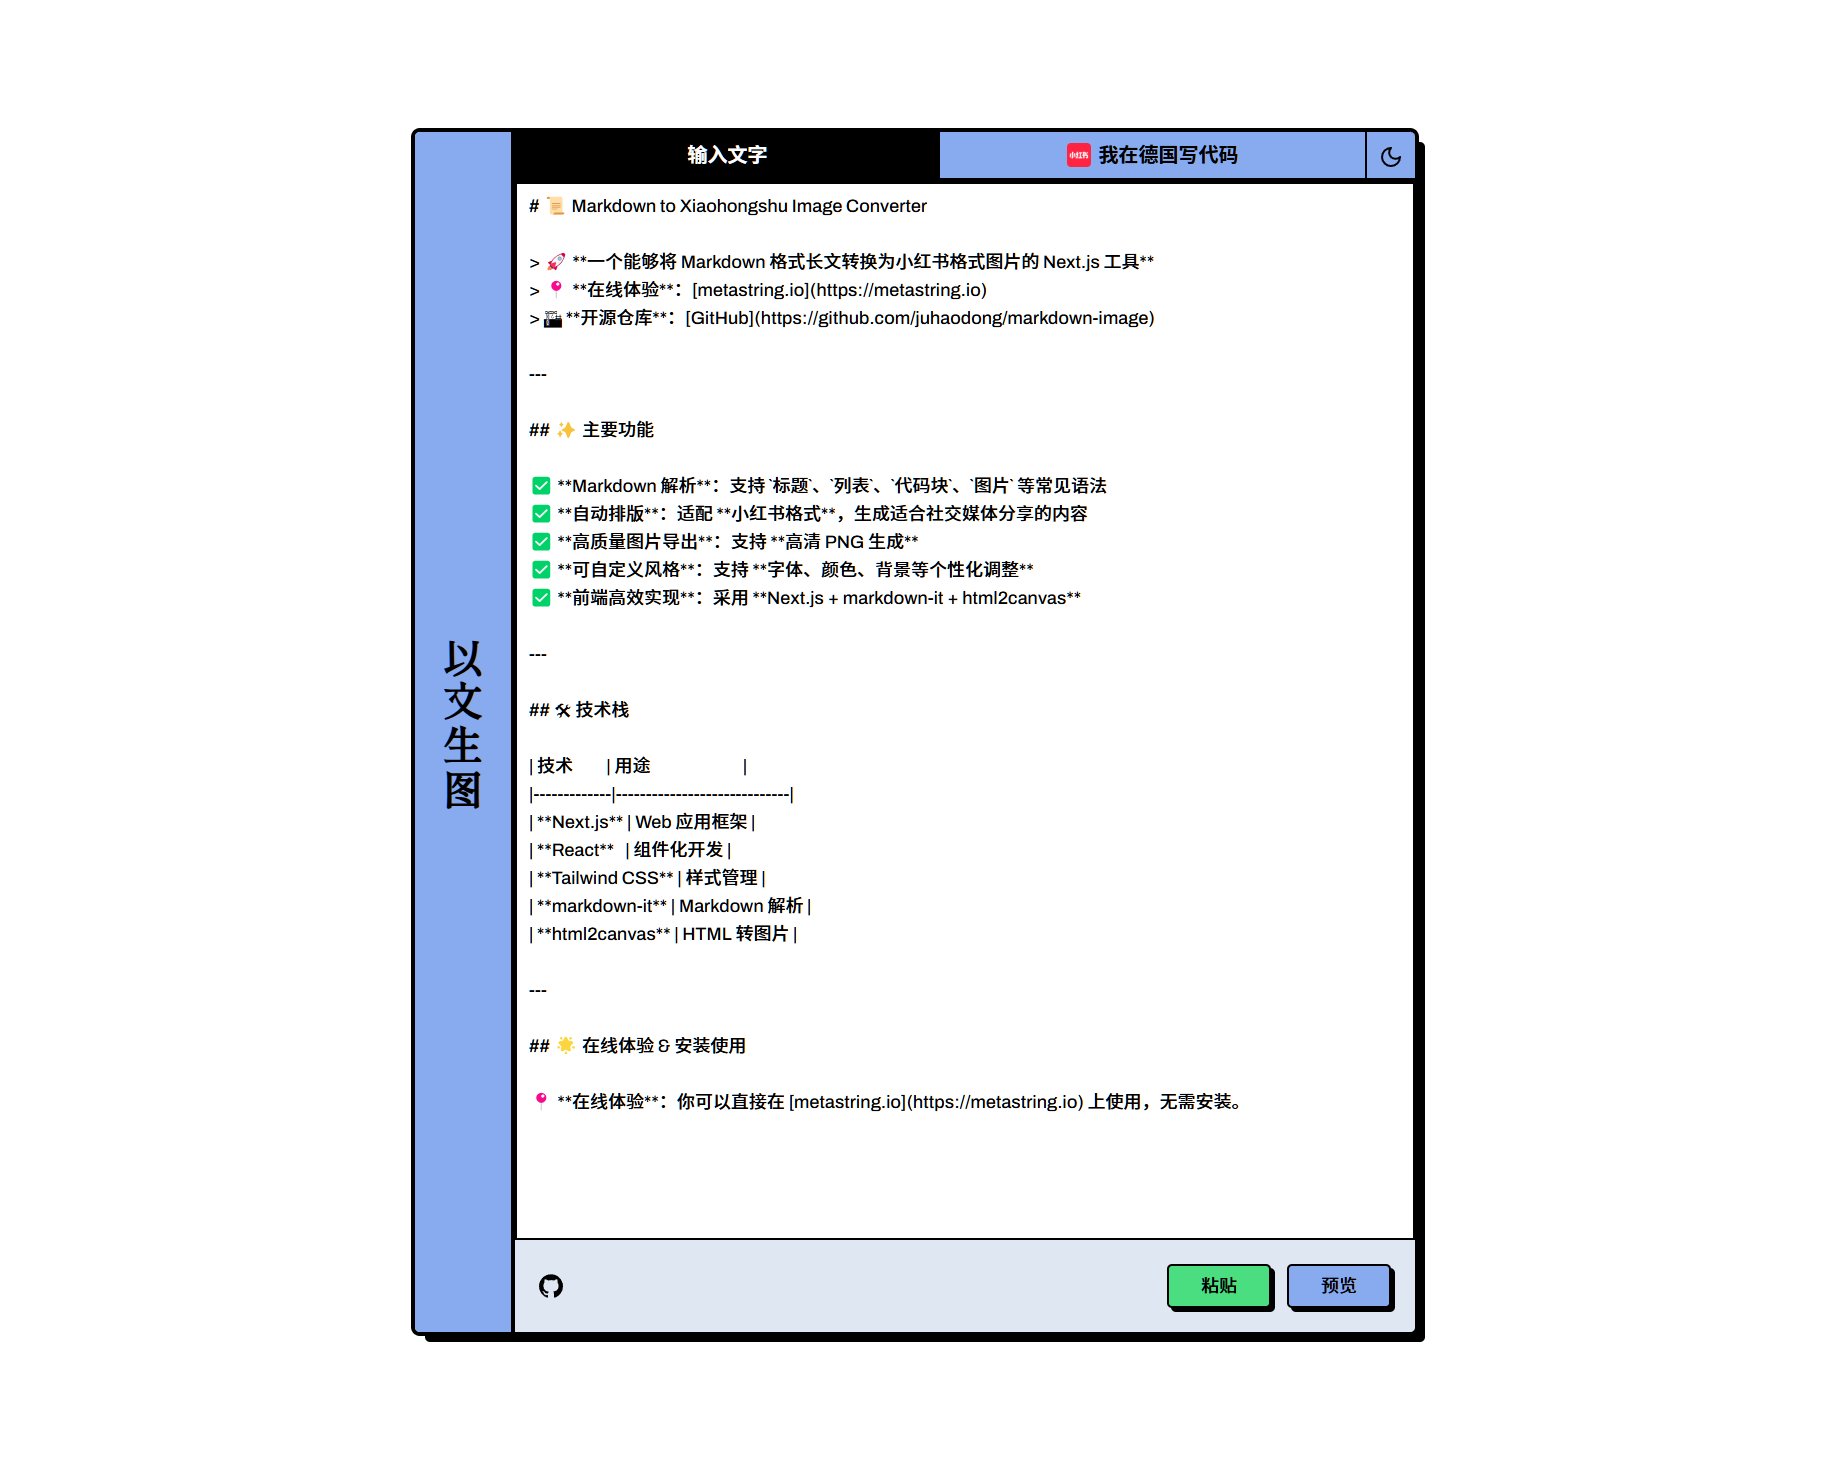 以文生图
输入文字
小红书 我在德国写代码
# 📜 Markdown to Xiaohongshu Image Converter
> 🚀 **一个能够将 Markdown 格式长文转换为小红书格式图片的 Next.js 工具**
> 📍 **在线体验**：[metastring.io](https://metastring.io)
> 🏭 **开源仓库**：[GitHub](https://github.com/juhaodong/markdown-image)
---
## ✨ 主要功能
✅ **Markdown 解析**：支持 `标题`、`列表`、`代码块`、`图片` 等常见语法
✅ **自动排版**：适配 **小红书格式**，生成适合社交媒体分享的内容
✅ **高质量图片导出**：支持 **高清 PNG 生成**
✅ **可自定义风格**：支持 **字体、颜色、背景等个性化调整**
✅ **前端高效实现**：采用 **Next.js + markdown-it + html2canvas**
---
## 🛠 技术栈
| 技术 | 用途 |
|-------------|-----------------------------|
| **Next.js** | Web 应用框架 |
| **React** | 组件化开发 |
| **Tailwind CSS** | 样式管理 |
| **markdown-it** | Markdown 解析 |
| **html2canvas** | HTML 转图片 |
---
## 🌟 在线体验 & 安装使用
📍 **在线体验**：你可以直接在 [metastring.io](https://metastring.io) 上使用，无需安装。
粘贴
预览